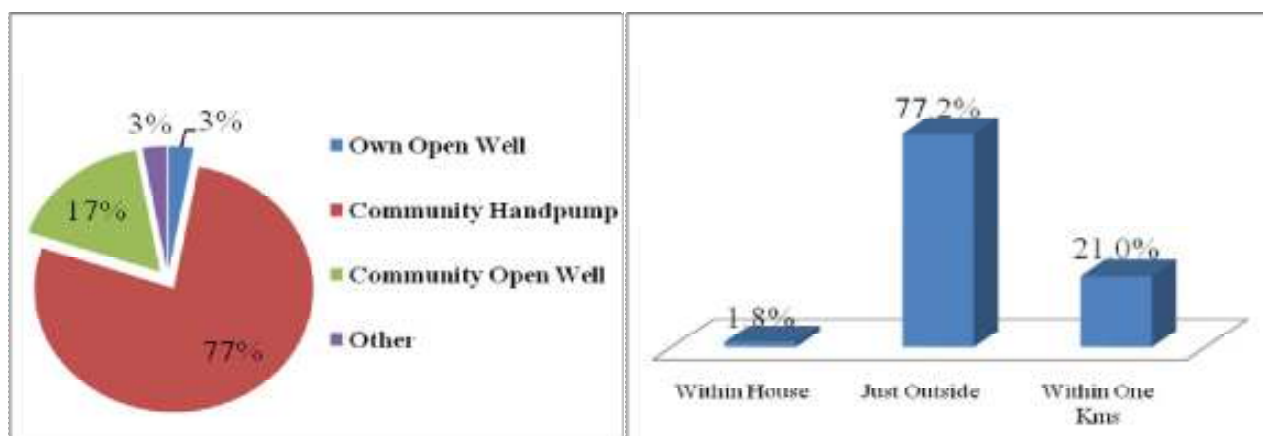 3%
3%
17%
77%
Own Open Well
Community Handpump
Community Open Well
Other
77.2%
21.0%
1.8%
Within House
Just Outside
Within One
Kms